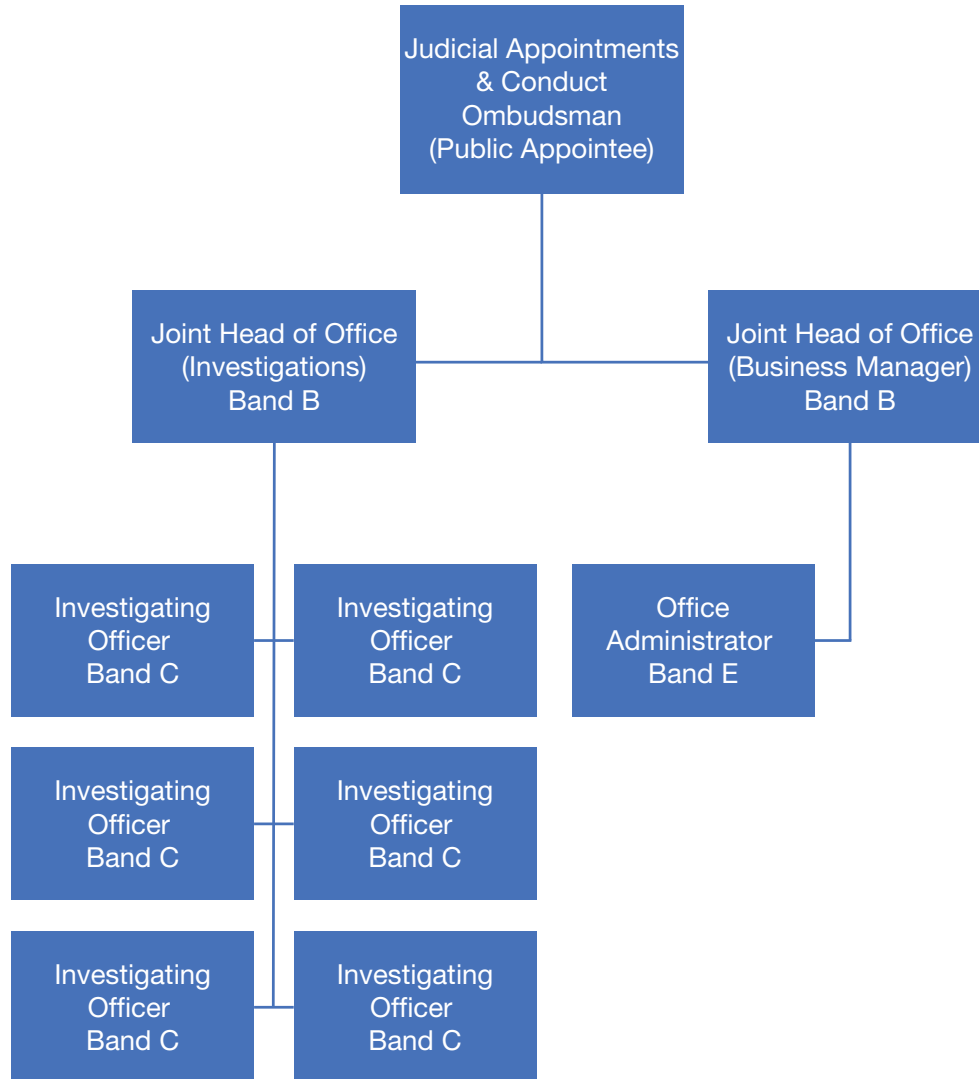 Judicial Appointments
& Conduct
Ombudsman
(Public Appointee)
Joint Head of Office
(Investigations)
Band B
Joint Head of Office
(Business Manager)
Band B
Investigating
Officer
Band C
Investigating
Officer
Band C
Office
Administrator
Band E
Investigating
Officer
Band C
Investigating
Officer
Band C
Investigating
Officer
Band C
Investigating
Officer
Band C